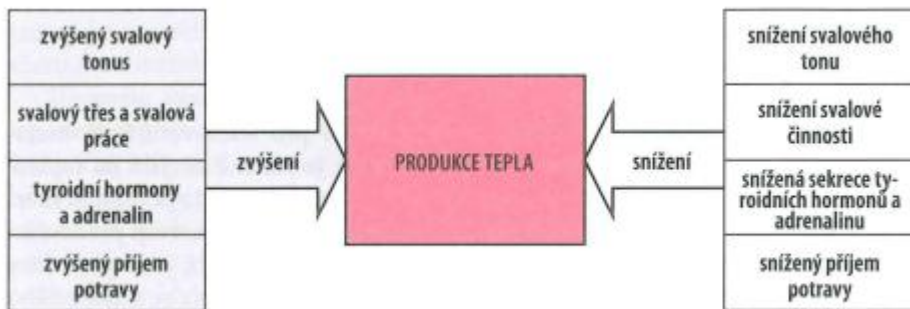 zvýšený svalový
tonus
svalový třes a svalová
práce
tyroidní hormony
a adrenalin
zvýšený příjem
potravy
zvýšení
PRODUKCE TEPLA
snížení
snížení svalového
tonu
snížení svalové
činnosti
snížená sekrece ty-
roidních hormonů a
adrenalinu
snížený příjem
potravy